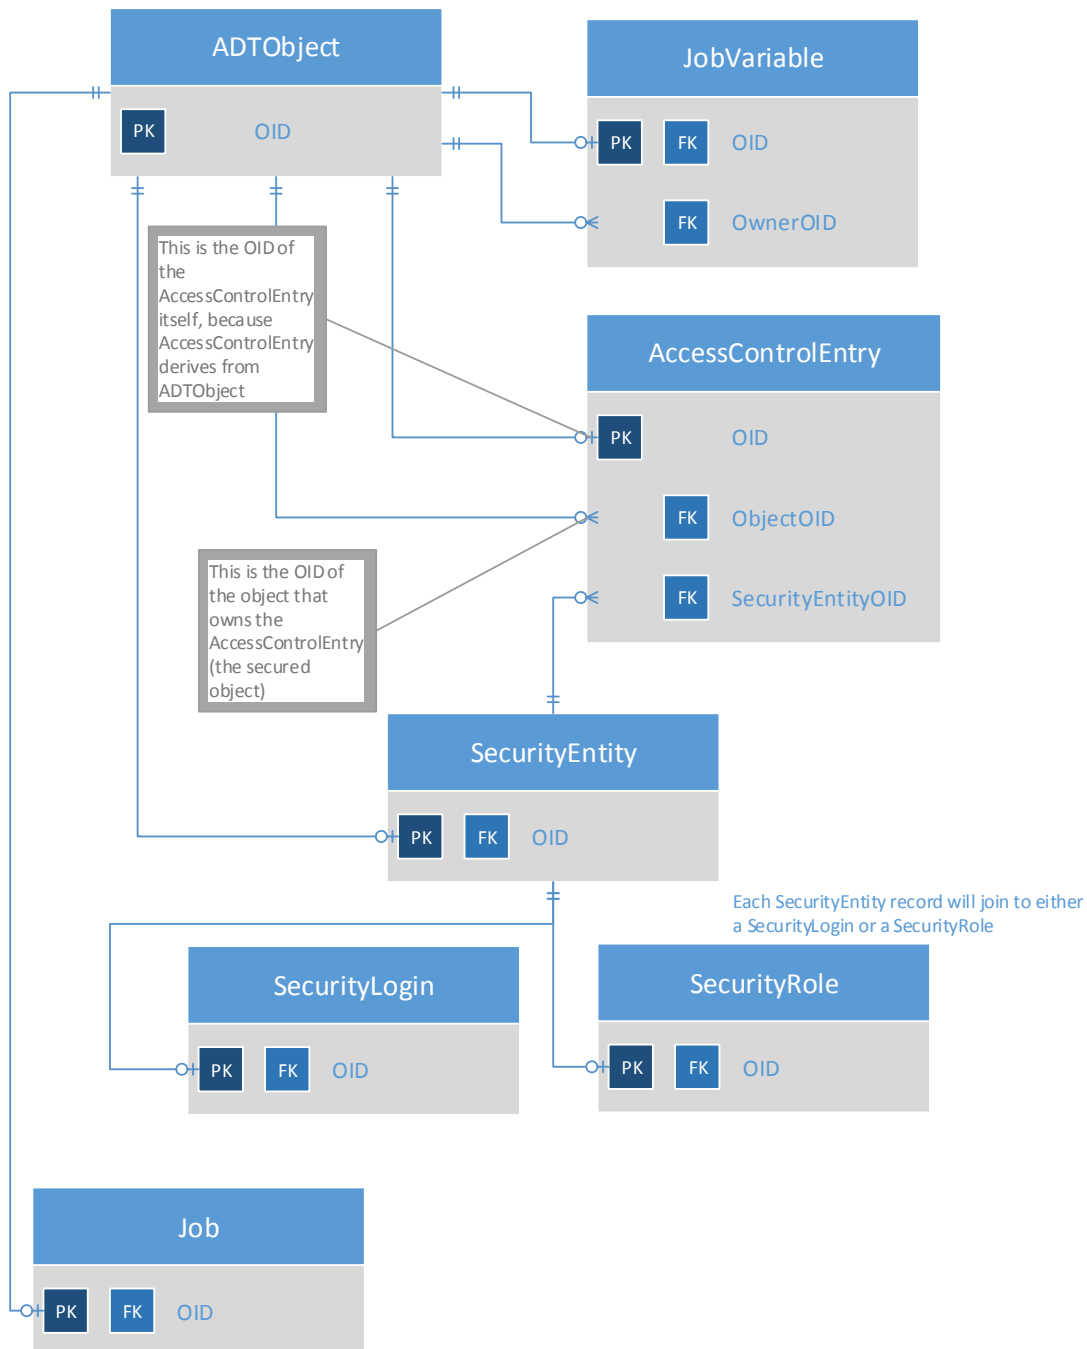 ADTObject
PK OID
JobVariable
PK FK OID
FK OwnerOID
This is the OID of
the
AccessControlEntry
itself, because
AccessControlEntry
derives from
ADTObject
AccessControlEntry
PK OID
FK ObjectOID
FK SecurityEntityOID
This is the OID of
the object that
owns the
AccessControlEntry
(the secured
object)
SecurityEntity
PK FK OID
Each SecurityEntity record will join to either
a SecurityLogin or a SecurityRole
SecurityLogin
PK FK OID
SecurityRole
PK FK OID
Job
PK FK OID